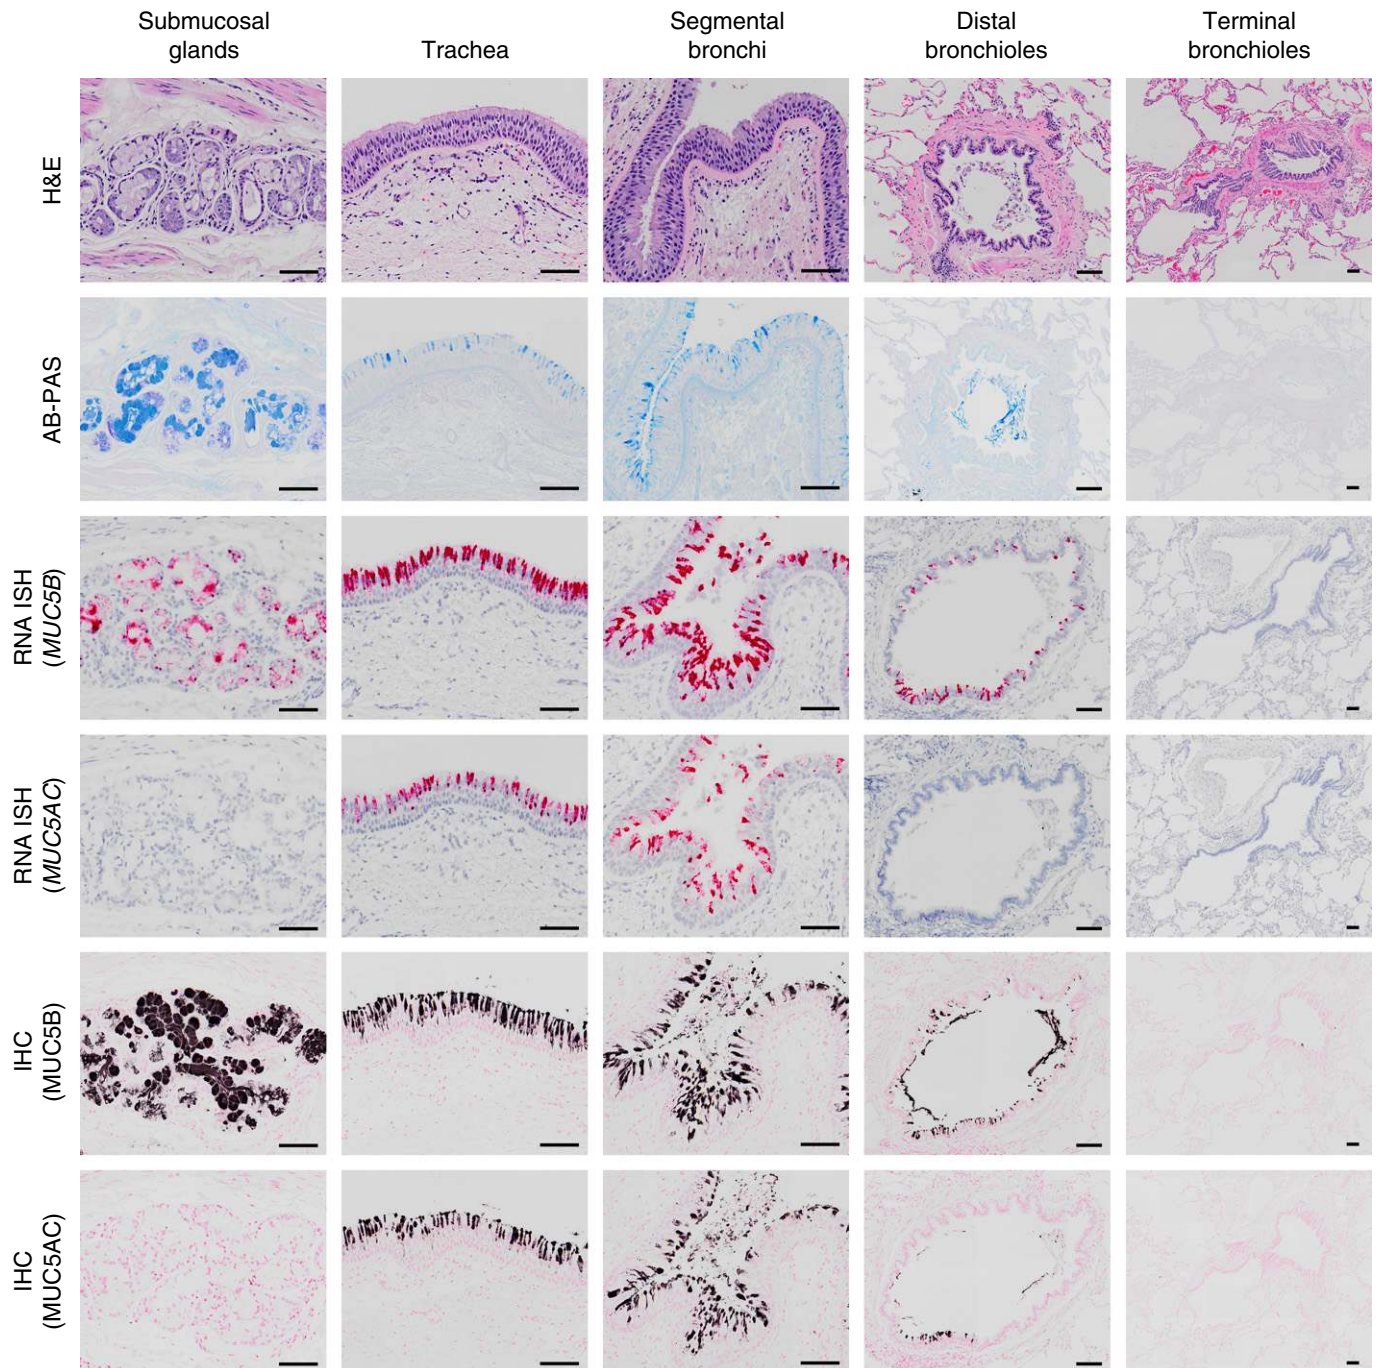 Submucosal
glands
Trachea
Segmental
bronchi
Distal
bronchioles
Terminal
bronchioles
H&E
AB-PAS
RNA ISH
(MUC5B)
RNA ISH
(MUC5AC)
IHC
(MUC5B)
IHC
(MUC5AC)